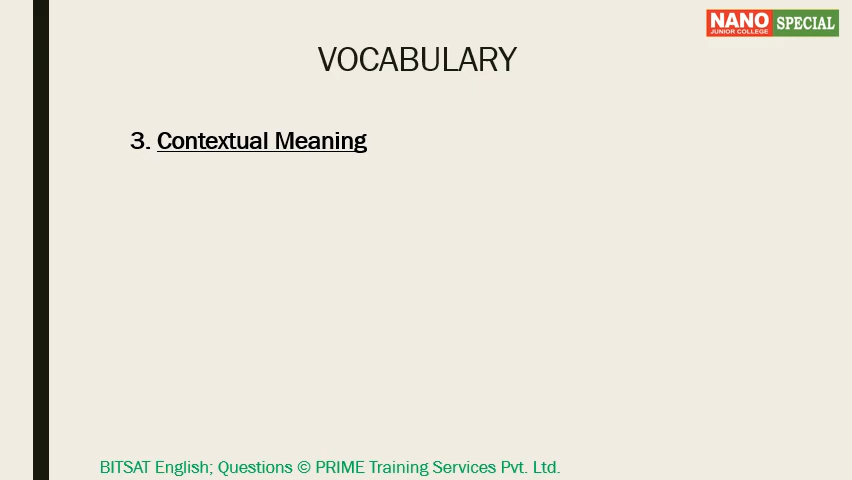 NANO SPECIAL
JUNIOR COLLEGE
VOCABULARY
3. Contextual Meaning
BITSAT English; Questions © PRIME Training Services Pvt. Ltd.